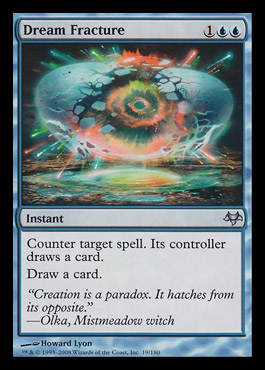 Dream Fracture 1
Instant
Counter target spell. Its controller
draws a card.
Draw a card.
“Creation is a paradox. It hatches from
its opposite.”
—Olka, Mistmeadow witch
Howard Lyon
™ & © 1993–2008 Wizards of the Coast, Inc. 19/180